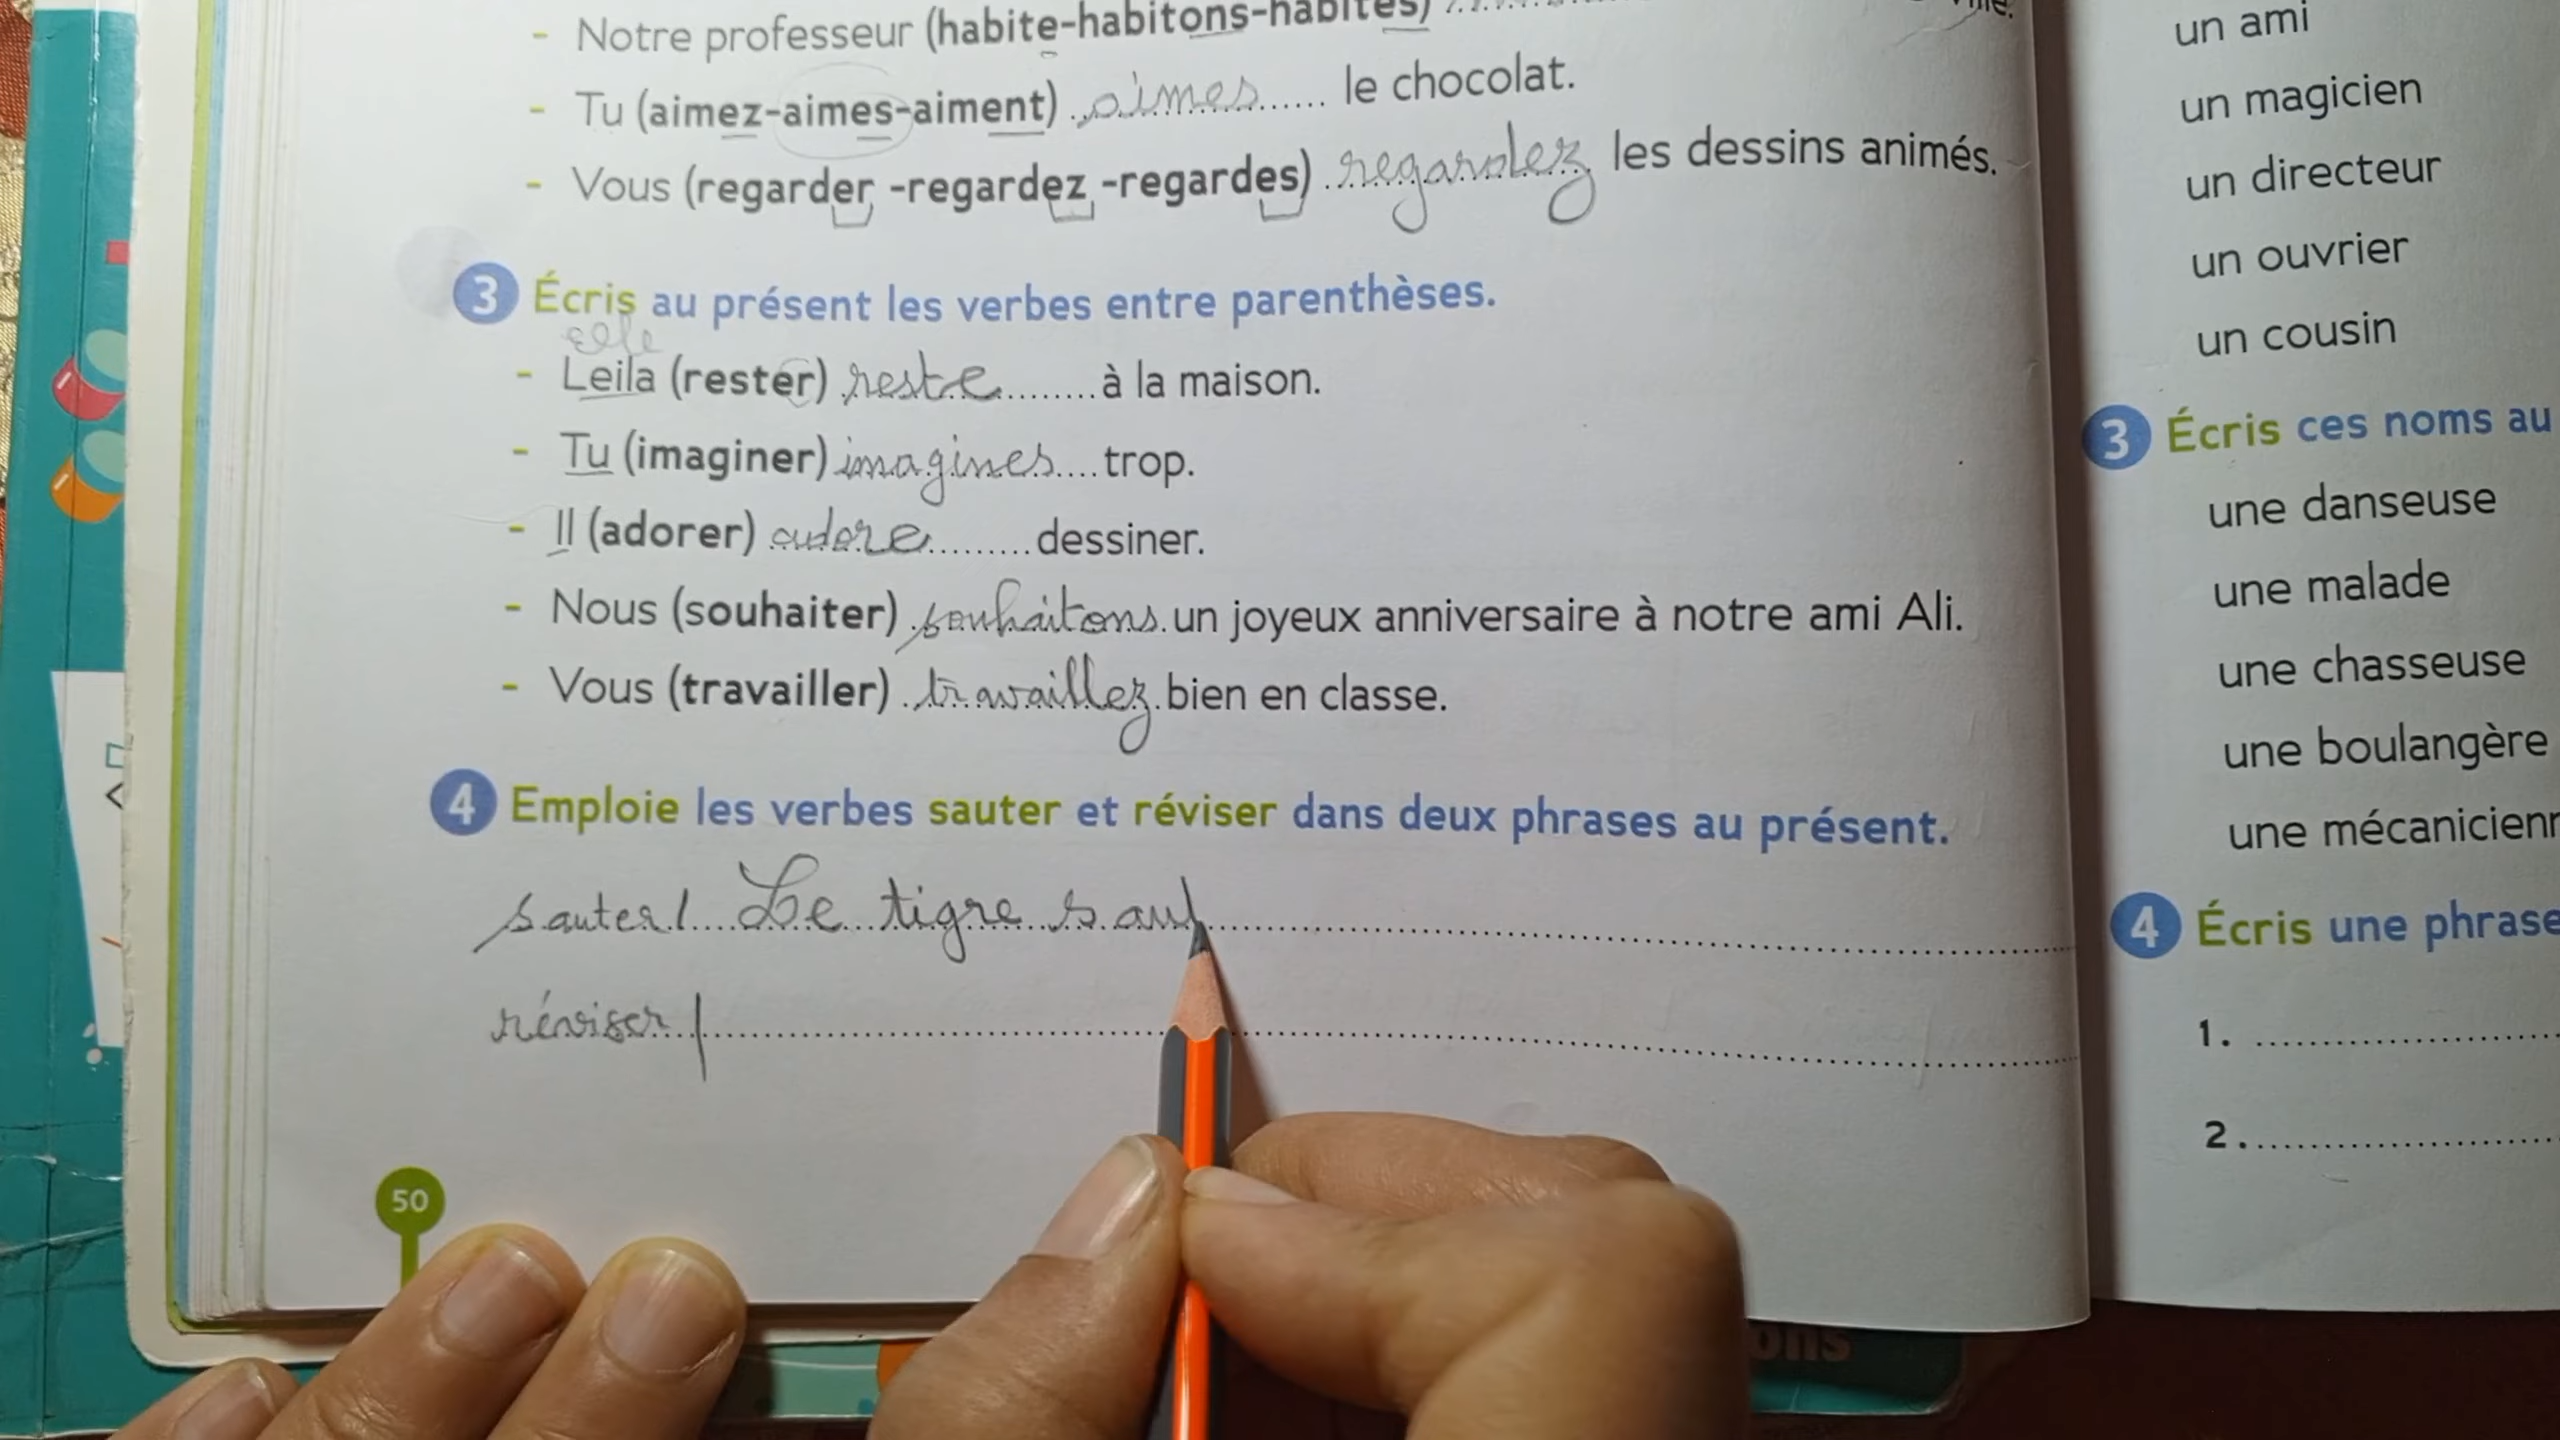 - Notre professeur (habite-habitons-habites) ............
- Tu (aimez-aimes-aiment) aimes le chocolat.
- Vous (regarder -regardez -regardes) regardez les dessins animés.
3 Écris au présent les verbes entre parenthèses.
elle
- Leila (rester) reste à la maison.
- Tu (imaginer) imagines trop.
- Il (adorer) adore dessiner.
- Nous (souhaiter) souhaitons un joyeux anniversaire à notre ami Ali.
- Vous (travailler) travaillez bien en classe.
4 Emploie les verbes sauter et réviser dans deux phrases au présent.
sauter / Le tigre saut
réviser /
50
un ami
un magicien
un directeur
un ouvrier
un cousin
3 Écris ces noms au
une danseuse
une malade
une chasseuse
une boulangère
une mécanicien
4 Écris une phrase
1.
2.
ons